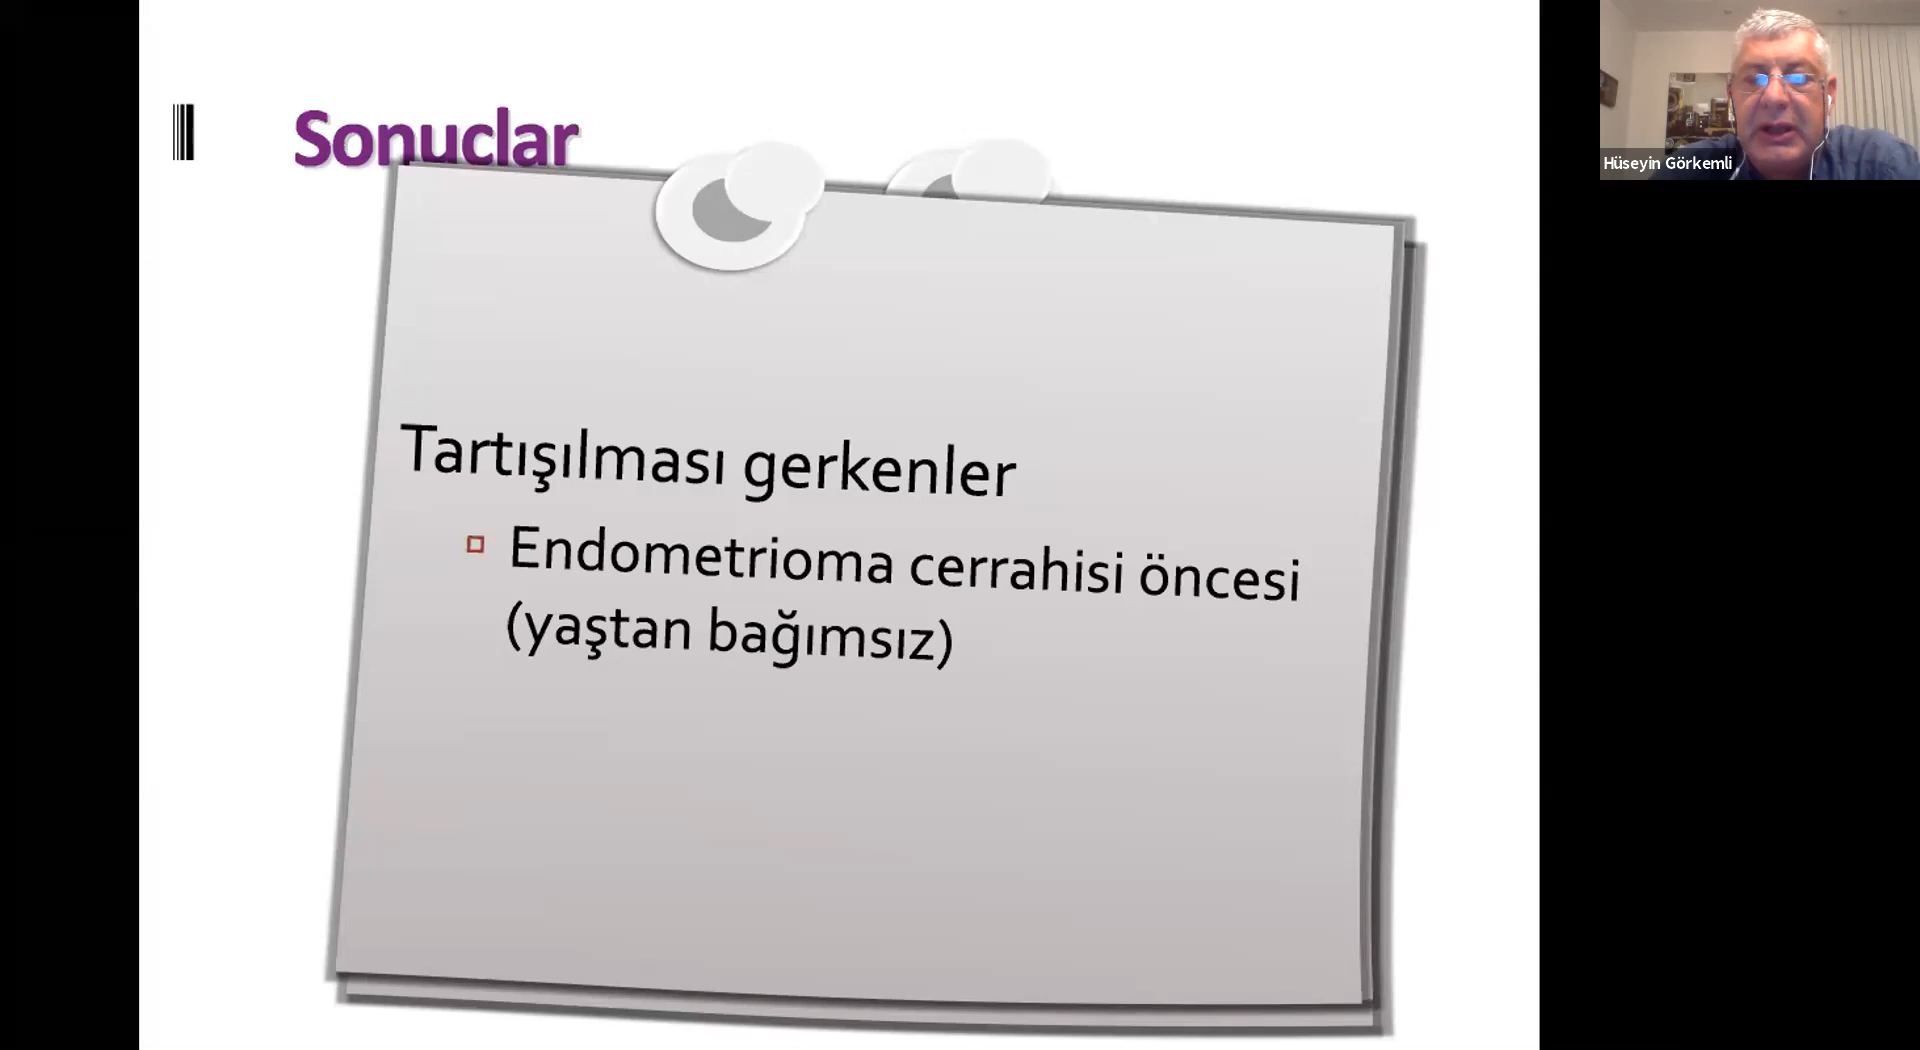 Sonuclar
Tartışılması gerkenler
Endometrioma cerrahisi öncesi
(yaştan bağımsız)
Hüseyin Görkemli